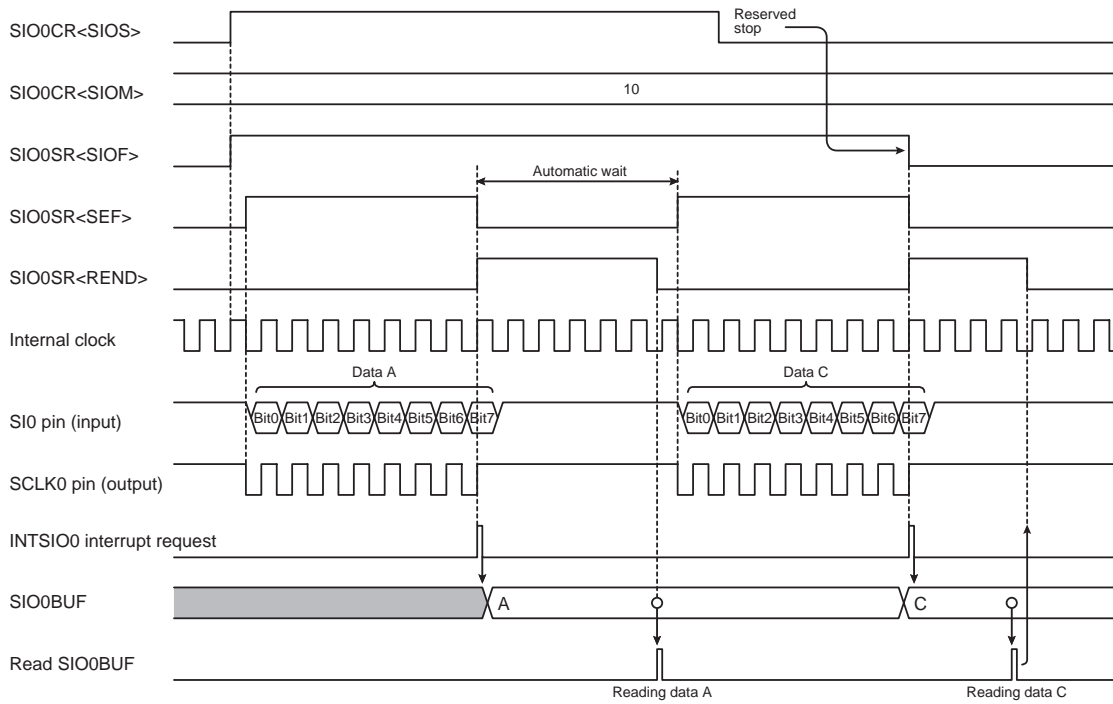 SIO0CR<SIOS>
Reserved
stop
SIO0CR<SIOM>
10
SIO0SR<SIOF>
Automatic wait
SIO0SR<SEF>
SIO0SR<REND>
Internal clock
Data A
Data C
SI0 pin (input)
Bit0 Bit1 Bit2 Bit3 Bit4 Bit5 Bit6 Bit7
Bit0 Bit1 Bit2 Bit3 Bit4 Bit5 Bit6 Bit7
SCLK0 pin (output)
INTSIO0 interrupt request
SIO0BUF
A
C
Read SIO0BUF
Reading data A
Reading data C